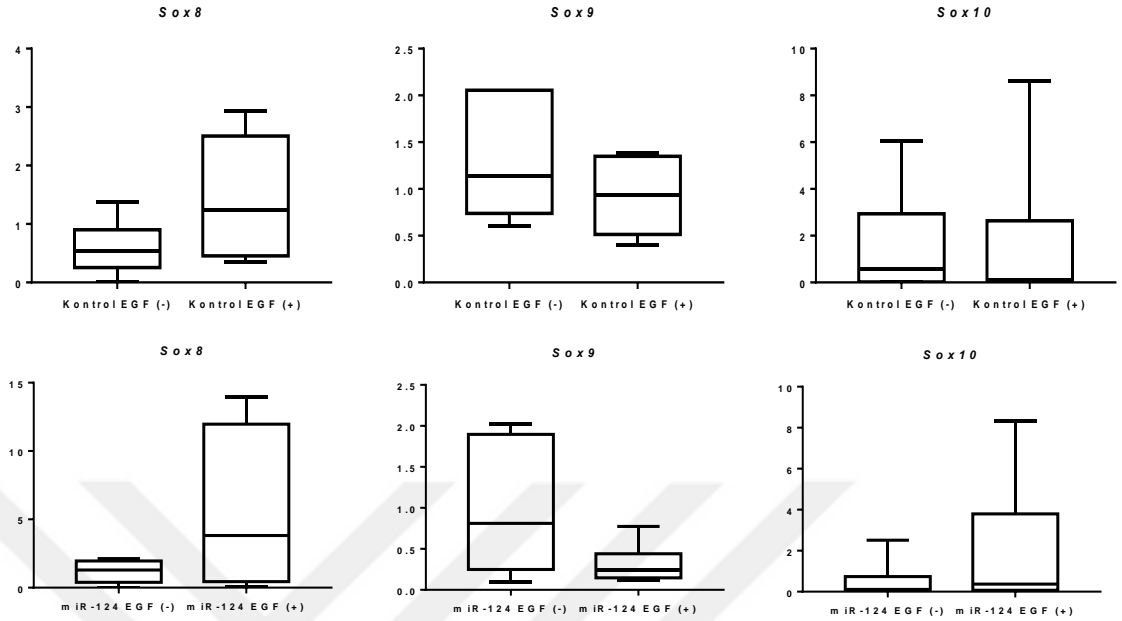 Sox8
4
3
2
1
0
Kontrol EGF (-) Kontrol EGF (+)
Sox9
2.5
2.0
1.5
1.0
0.5
0.0
Kontrol EGF (-) Kontrol EGF (+)
Sox10
10
8
6
4
2
0
Kontrol EGF (-) Kontrol EGF (+)
Sox8
15
10
5
0
miR-124 EGF (-) miR-124 EGF (+)
Sox9
2.5
2.0
1.5
1.0
0.5
0.0
miR-124 EGF (-) miR-124 EGF (+)
Sox10
10
8
6
4
2
0
miR-124 EGF (-) miR-124 EGF (+)